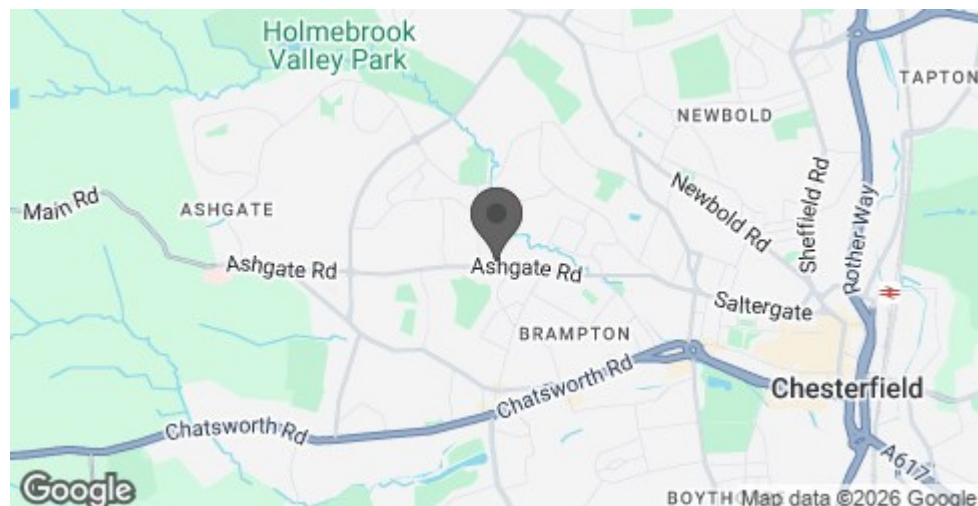 Holmebrook
Valley Park
TAPTON
NEWBOLD
Main Rd
ASHGATE
Newbold Rd
Sheffield Rd
Rother Way
Ashgate Rd
Ashgate Rd
Saltergate
BRAMPTON
Chatsworth Rd
Chesterfield
Chatsworth Rd
A617
Google
Map data ©2026 Google